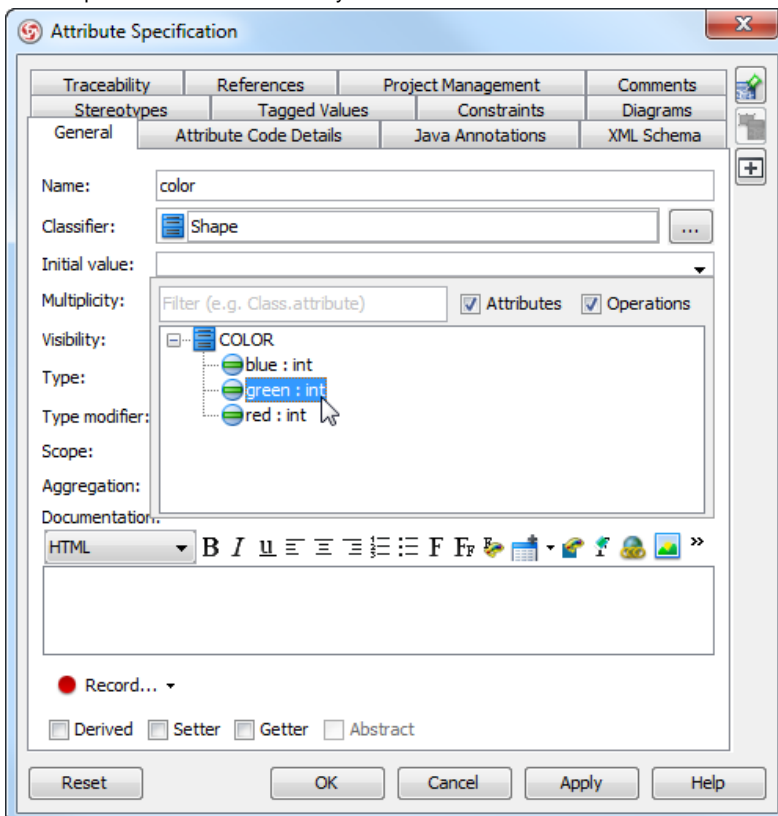 Attribute Specification
Traceability References Project Management Comments
Stereotypes Tagged Values Constraints Diagrams
General Attribute Code Details Java Annotations XML Schema
Name: color
Classifier: Shape ...
Initial value:
Multiplicity: Filter (e.g. Class.attribute) Attributes Operations
Visibility: COLOR
blue : int
Type: green : int
Type modifier: red : int
Scope:
Aggregation:
Documentation:
HTML B I u F FF »
Record...
Derived Setter Getter Abstract
Reset OK Cancel Apply Help